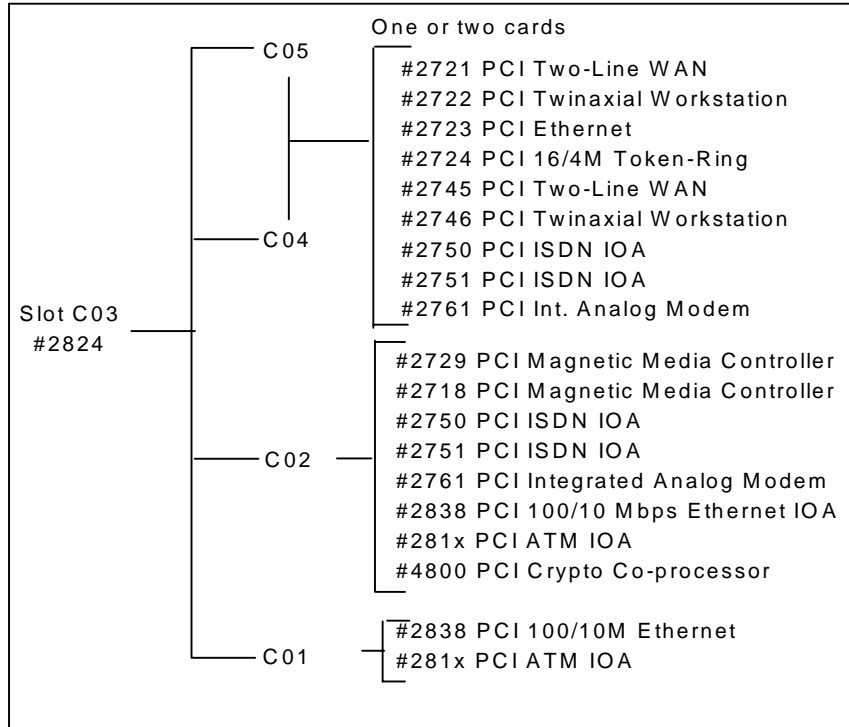 One or two cards
C05
#2721 PCI Two-Line WAN
#2722 PCI Twinaxial Workstation
#2723 PCI Ethernet
#2724 PCI 16/4M Token-Ring
#2745 PCI Two-Line WAN
#2746 PCI Twinaxial Workstation
C04
#2750 PCI ISDN IOA
#2751 PCI ISDN IOA
#2761 PCI Int. Analog Modem
Slot C03
#2824
#2729 PCI Magnetic Media Controller
#2718 PCI Magnetic Media Controller
#2750 PCI ISDN IOA
#2751 PCI ISDN IOA
C02
#2761 PCI Integrated Analog Modem
#2838 PCI 100/10 Mbps Ethernet IOA
#281x PCI ATM IOA
#4800 PCI Crypto Co-processor
#2838 PCI 100/10M Ethernet
C01
#281x PCI ATM IOA